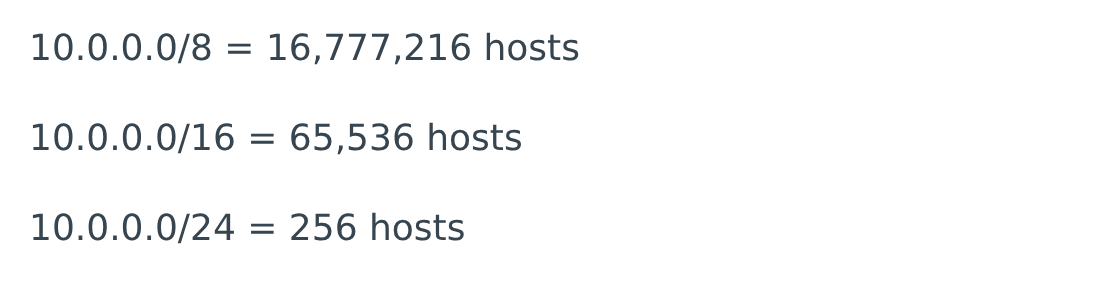 10.0.0.0/8 = 16,777,216 hosts
10.0.0.0/16 = 65,536 hosts
10.0.0.0/24 = 256 hosts